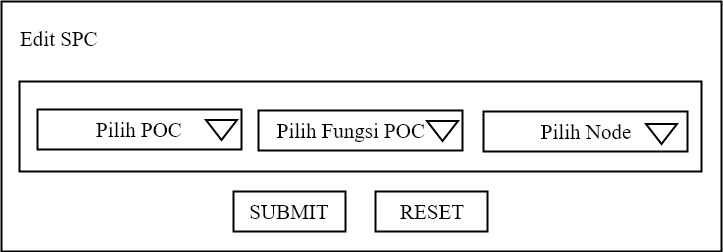 Edit SPC
Pilih POC
Pilih Fungsi POC
Pilih Node
SUBMIT
RESET